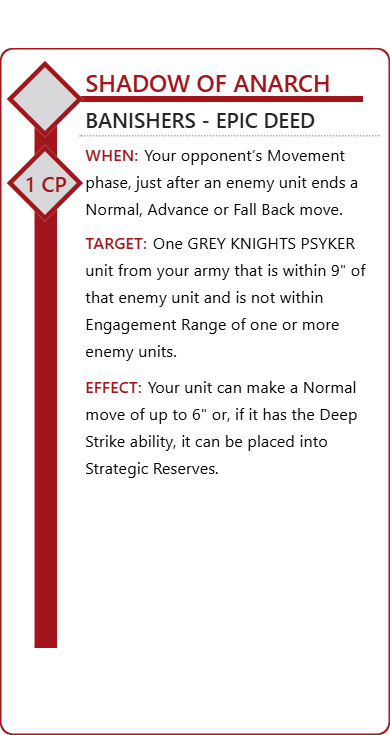 SHADOW OF ANARCH
BANISHERS - EPIC DEED
WHEN: Your opponent's Movement
1 CP
phase, just after an enemy unit ends a
Normal, Advance or Fall Back move.
TARGET: One GREY KNIGHTS PSYKER
unit from your army that is within 9" of
that enemy unit and is not within
Engagement Range of one or more
enemy units.
EFFECT: Your unit can make a Normal
move of up to 6" or, if it has the Deep
Strike ability, it can be placed into
Strategic Reserves.